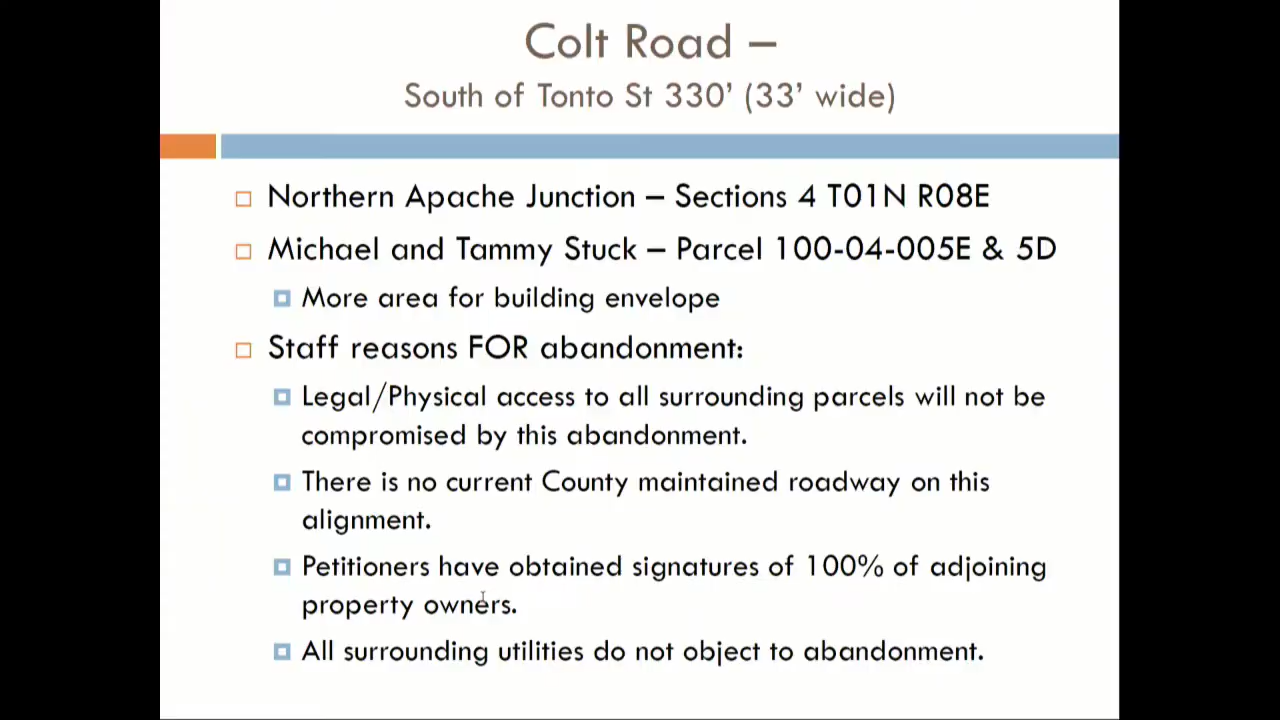 Colt Road –
South of Tonto St 330’ (33’ wide)
Northern Apache Junction – Sections 4 T01N R08E
Michael and Tammy Stuck – Parcel 100-04-005E & 5D
More area for building envelope
Staff reasons FOR abandonment:
Legal/Physical access to all surrounding parcels will not be
compromised by this abandonment.
There is no current County maintained roadway on this
alignment.
Petitioners have obtained signatures of 100% of adjoining
property owners.
All surrounding utilities do not object to abandonment.